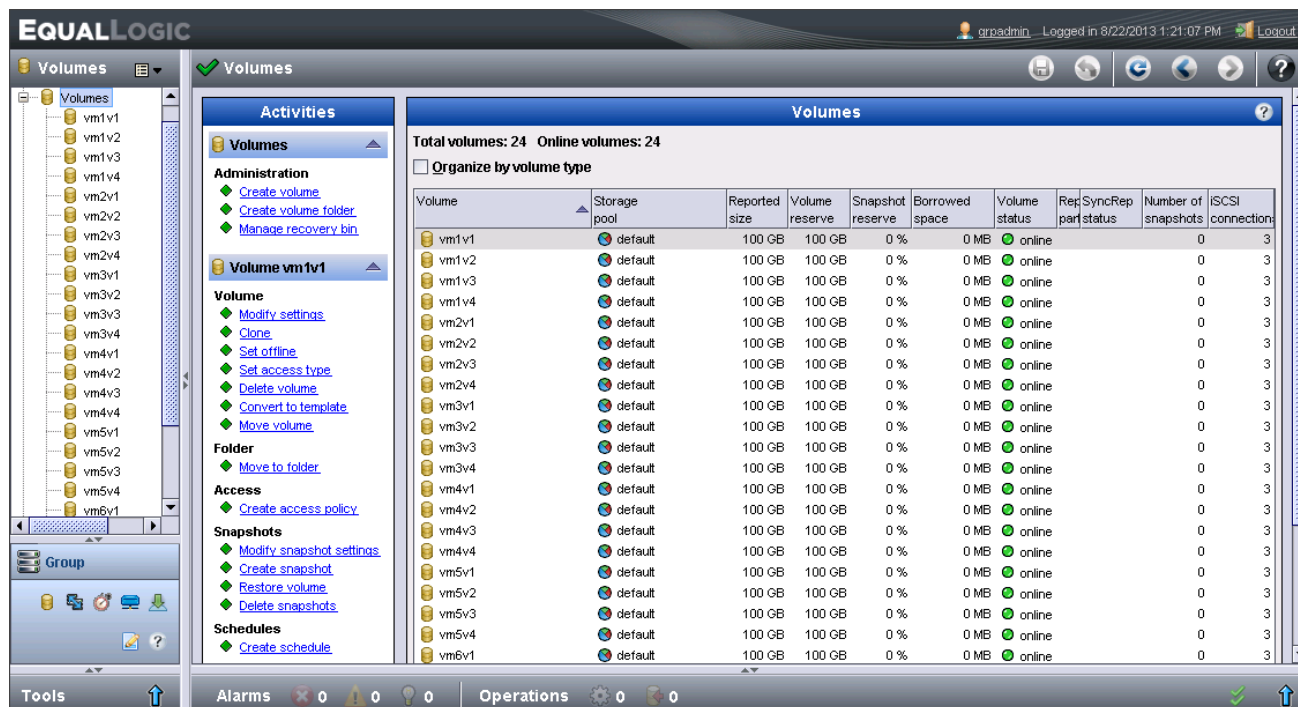 EQUALLOGIC
grpadmin Logged in 8/22/2013 1:21:07 PM Logout
Volumes
Volumes
?
Volumes
vm1v1
vm1v2
vm1v3
vm1v4
vm2v1
vm2v2
vm2v3
vm2v4
vm3v1
vm3v2
vm3v3
vm3v4
vm4v1
vm4v2
vm4v3
vm4v4
vm5v1
vm5v2
vm5v3
vm5v4
vm6v1
Group
?
Tools
Activities
Volumes
Administration
Create volume
Create volume folder
Manage recovery bin
Volume vm1v1
Volume
Modify settings
Clone
Set offline
Set access type
Delete volume
Convert to template
Move volume
Folder
Move to folder
Access
Create access policy
Snapshots
Modify snapshot settings
Create snapshot
Restore volume
Delete snapshots
Schedules
Create schedule
Volumes ?
Total volumes: 24 Online volumes: 24
Organize by volume type
Volume Storage Reported Volume Snapshot Borrowed Volume Rep SyncRep Number of iSCSI
pool size reserve reserve space status part status snapshots connection
vm1v1 default 100 GB 100 GB 0 % 0 MB online 0 3
vm1v2 default 100 GB 100 GB 0 % 0 MB online 0 3
vm1v3 default 100 GB 100 GB 0 % 0 MB online 0 3
vm1v4 default 100 GB 100 GB 0 % 0 MB online 0 3
vm2v1 default 100 GB 100 GB 0 % 0 MB online 0 3
vm2v2 default 100 GB 100 GB 0 % 0 MB online 0 3
vm2v3 default 100 GB 100 GB 0 % 0 MB online 0 3
vm2v4 default 100 GB 100 GB 0 % 0 MB online 0 3
vm3v1 default 100 GB 100 GB 0 % 0 MB online 0 3
vm3v2 default 100 GB 100 GB 0 % 0 MB online 0 3
vm3v3 default 100 GB 100 GB 0 % 0 MB online 0 3
vm3v4 default 100 GB 100 GB 0 % 0 MB online 0 3
vm4v1 default 100 GB 100 GB 0 % 0 MB online 0 3
vm4v2 default 100 GB 100 GB 0 % 0 MB online 0 3
vm4v3 default 100 GB 100 GB 0 % 0 MB online 0 3
vm4v4 default 100 GB 100 GB 0 % 0 MB online 0 3
vm5v1 default 100 GB 100 GB 0 % 0 MB online 0 3
vm5v2 default 100 GB 100 GB 0 % 0 MB online 0 3
vm5v3 default 100 GB 100 GB 0 % 0 MB online 0 3
vm5v4 default 100 GB 100 GB 0 % 0 MB online 0 3
vm6v1 default 100 GB 100 GB 0 % 0 MB online 0 3
Alarms 0 0 0 Operations 0 0